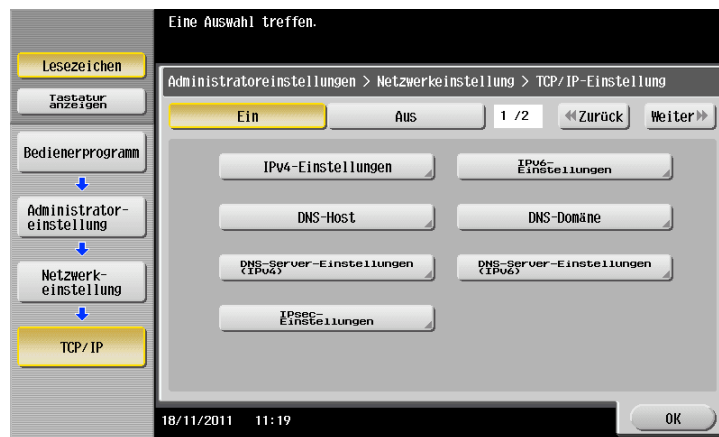 Eine Auswahl treffen.
Lesezeichen
Tastatur
anzeigen
Bedienerprogramm
Administrator-
einstellung
Netzwerk-
einstellung
TCP/IP
Administratoreinstellungen > Netzwerkeinstellung > TCP/IP-Einstellung
Ein
Aus
1 /2
Zurück
Weiter
IPv4-Einstellungen
IPv6-
Einstellungen
DNS-Host
DNS-Domäne
DNS-Server-Einstellungen
(IPv4)
DNS-Server-Einstellungen
(IPv6)
IPsec-
Einstellungen
18/11/2011 11:19
OK